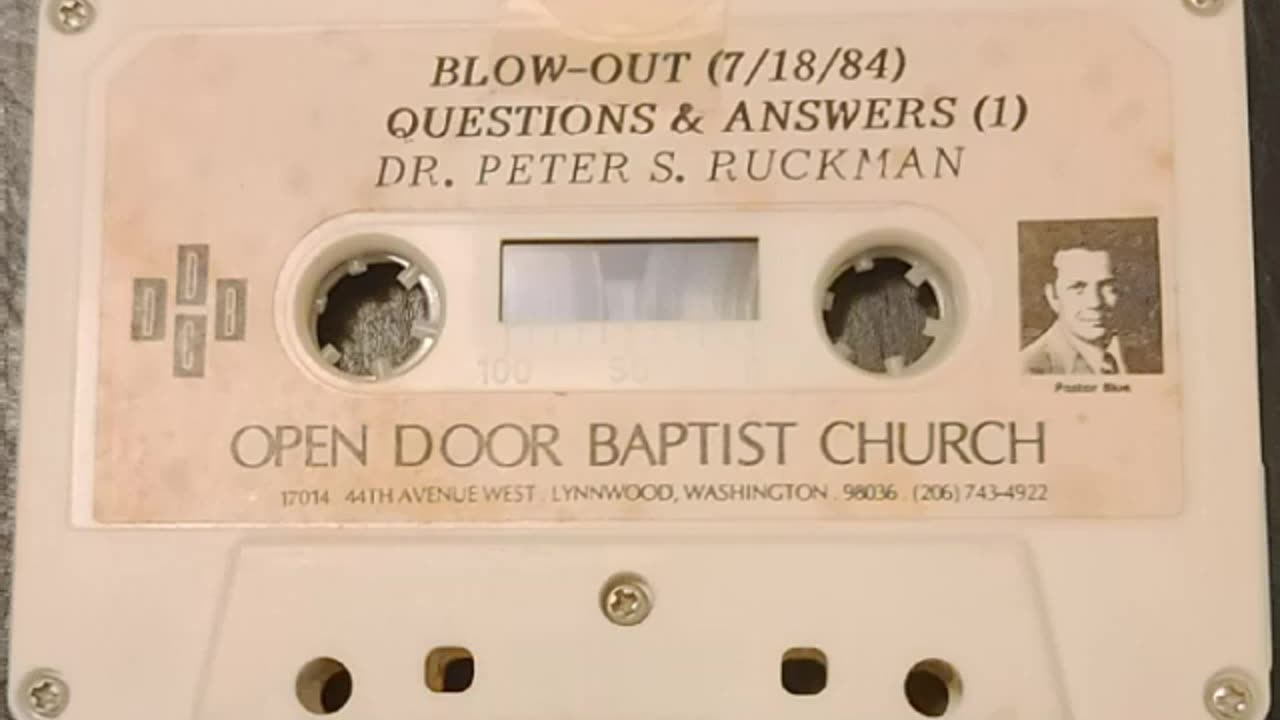 BLOW-OUT (7/18/84)
QUESTIONS & ANSWERS (1)
DR. PETER S. RUCKMAN
O
D D B
C
100 50
Pastor Blue
OPEN DOOR BAPTIST CHURCH
17014 44TH AVENUE WEST . LYNNWOOD, WASHINGTON . 98036 . (206) 743-4922